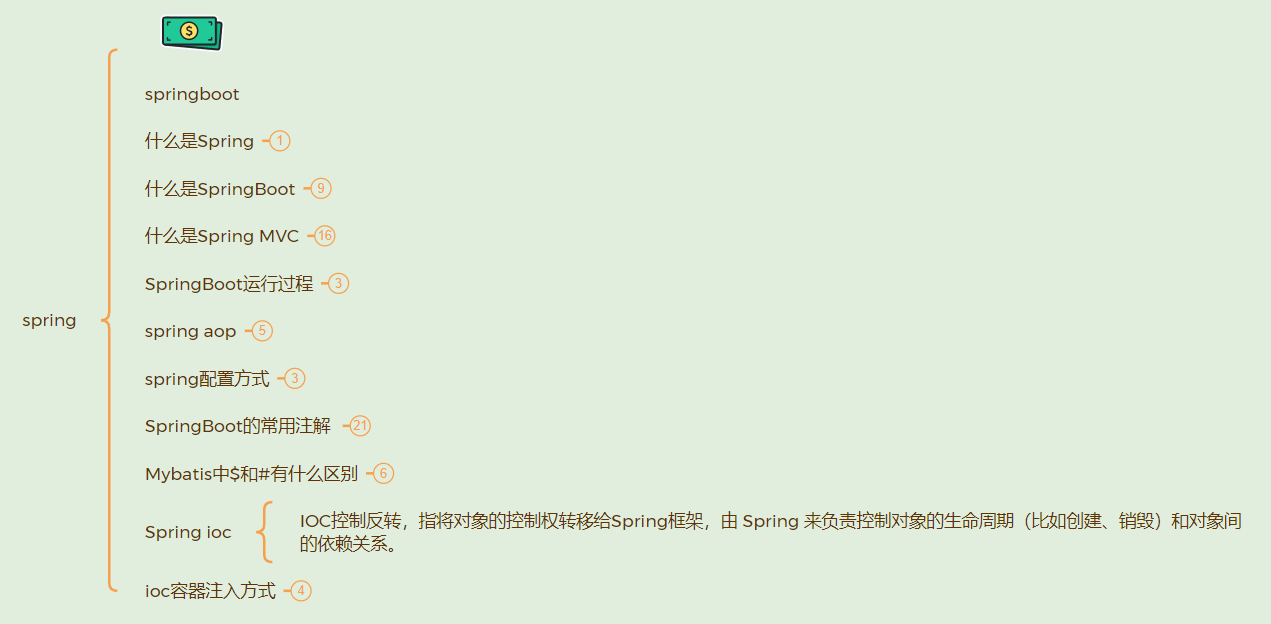 $
springboot
什么是Spring 1
什么是SpringBoot 9
什么是Spring MVC 16
SpringBoot运行过程 3
spring
spring aop 5
spring配置方式 3
SpringBoot的常用注解 21
Mybatis中$和#有什么区别 6
Spring ioc
IOC控制反转，指将对象的控制权转移给Spring框架，由 Spring 来负责控制对象的生命周期（比如创建、销毁）和对象间
的依赖关系。
ioc容器注入方式 4